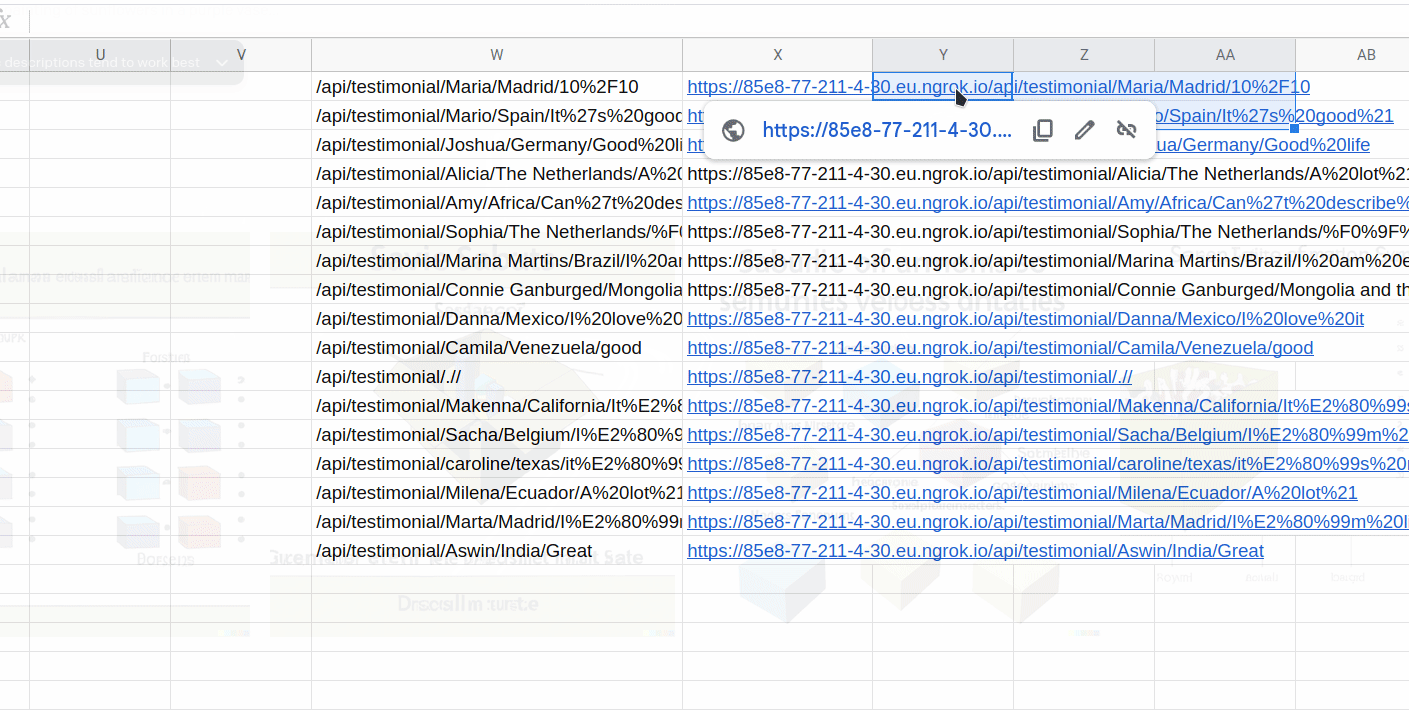 descriptions tend to work best
U V W X Y Z AA AB
/api/testimonial/Maria/Madrid/10%2F10 https://85e8-77-211-4-30.eu.ngrok.io/api/testimonial/Maria/Madrid/10%2F10
/api/testimonial/Mario/Spain/It%27s%20good o/Spain/It%27s%20good%21
https://85e8-77-211-4-30....
/api/testimonial/Joshua/Germany/Good%20li ua/Germany/Good%20life
/api/testimonial/Alicia/The Netherlands/A%20 https://85e8-77-211-4-30.eu.ngrok.io/api/testimonial/Alicia/The Netherlands/A%20lot%21
/api/testimonial/Amy/Africa/Can%27t%20des https://85e8-77-211-4-30.eu.ngrok.io/api/testimonial/Amy/Africa/Can%27t%20describe%
/api/testimonial/Sophia/The Netherlands/%F0 https://85e8-77-211-4-30.eu.ngrok.io/api/testimonial/Sophia/The Netherlands/%F0%9F%
/api/testimonial/Marina Martins/Brazil/I%20ar https://85e8-77-211-4-30.eu.ngrok.io/api/testimonial/Marina Martins/Brazil/I%20am%20e
/api/testimonial/Connie Ganburged/Mongolia https://85e8-77-211-4-30.eu.ngrok.io/api/testimonial/Connie Ganburged/Mongolia and th
/api/testimonial/Danna/Mexico/I%20love%20 https://85e8-77-211-4-30.eu.ngrok.io/api/testimonial/Danna/Mexico/I%20love%20it
/api/testimonial/Camila/Venezuela/good https://85e8-77-211-4-30.eu.ngrok.io/api/testimonial/Camila/Venezuela/good
/api/testimonial/.// https://85e8-77-211-4-30.eu.ngrok.io/api/testimonial/.//
/api/testimonial/Makenna/California/It%E2%8 https://85e8-77-211-4-30.eu.ngrok.io/api/testimonial/Makenna/California/It%E2%80%99s
/api/testimonial/Sacha/Belgium/I%E2%80%9 https://85e8-77-211-4-30.eu.ngrok.io/api/testimonial/Sacha/Belgium/I%E2%80%99m%2
/api/testimonial/caroline/texas/it%E2%80%99 https://85e8-77-211-4-30.eu.ngrok.io/api/testimonial/caroline/texas/it%E2%80%99s%20
/api/testimonial/Milena/Ecuador/A%20lot%21 https://85e8-77-211-4-30.eu.ngrok.io/api/testimonial/Milena/Ecuador/A%20lot%21
/api/testimonial/Marta/Madrid/I%E2%80%99 https://85e8-77-211-4-30.eu.ngrok.io/api/testimonial/Marta/Madrid/I%E2%80%99m%20
/api/testimonial/Aswin/India/Great https://85e8-77-211-4-30.eu.ngrok.io/api/testimonial/Aswin/India/Great